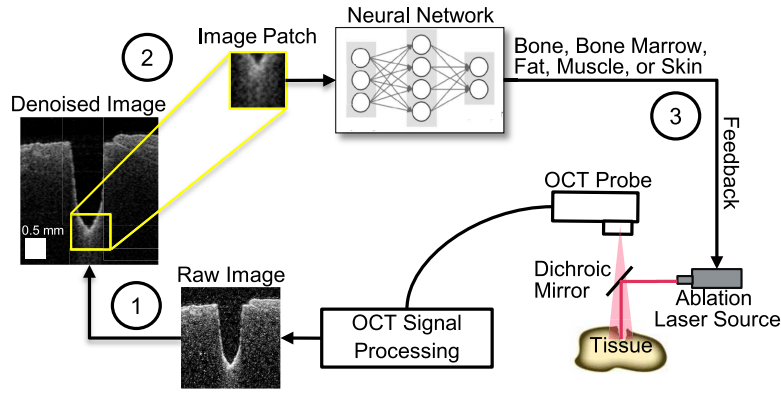 Neural Network
Image Patch
2
Bone, Bone Marrow,
Fat, Muscle, or Skin
Denoised Image
3
Feedback
0.5 mm
OCT Probe
Raw Image
1
Dichroic
Mirror
OCT Signal
Processing
Ablation
Laser Source
Tissue